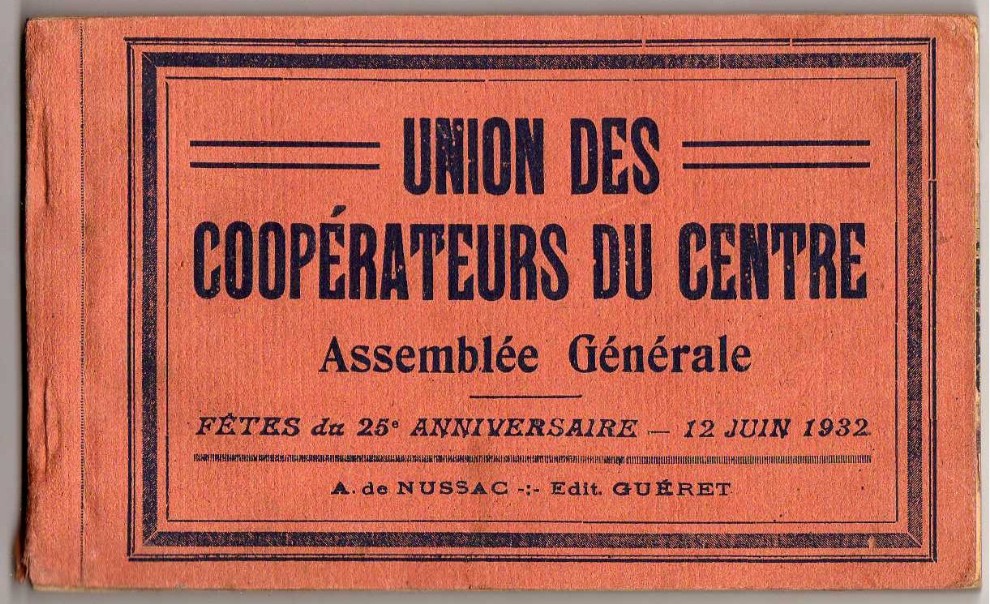 UNION DES
COOPÉRATEURS DU CENTRE
Assemblée Générale
FÊTES du 25e ANNIVERSAIRE — 12 JUIN 1932
A. de NUSSAC -:- Edit. GUÉRET